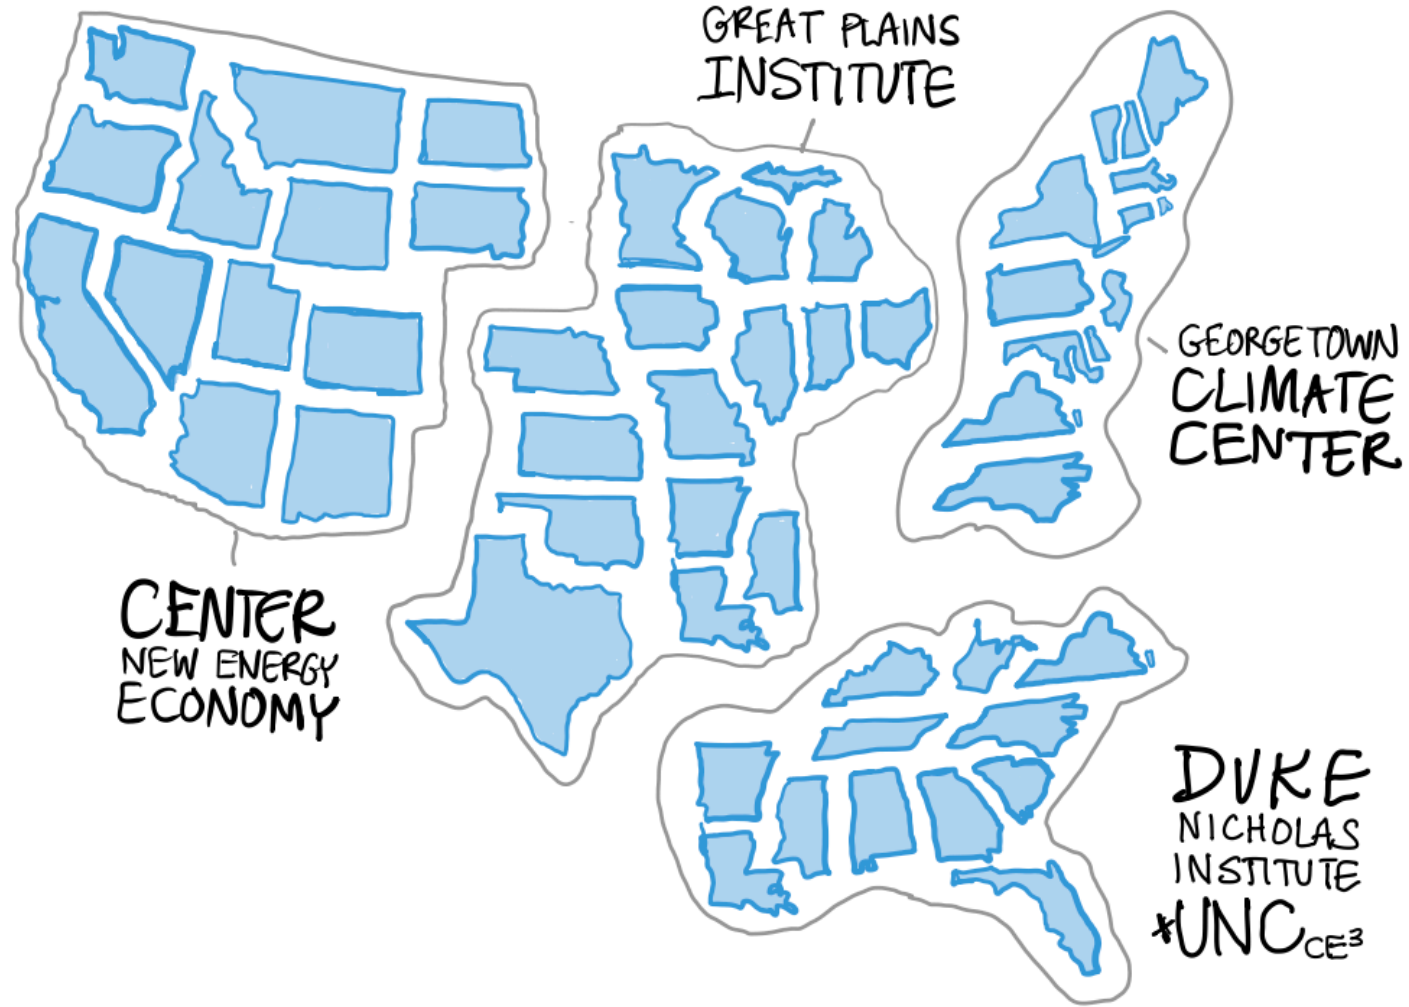 GREAT PLAINS
INSTITUTE
GEORGETOWN
CLIMATE
CENTER
CENTER
NEW ENERGY
ECONOMY
DUKE
NICHOLAS
INSTITUTE
*UNC CE³